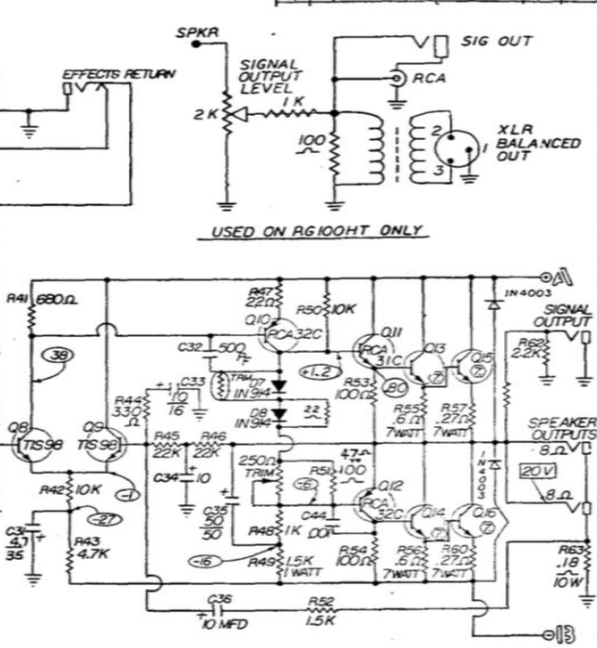 SPKR
EFFECTS RETURN
SIGNAL
OUTPUT
LEVEL
2K
1K
100
SIG OUT
RCA
XLR
BALANCED
OUT
2
1
3
USED ON RG100HT ONLY
A
R41
680Ω
R47
22Ω
R50
10K
1N4003
SIGNAL
OUTPUT
Q10
RCA 32C
Q11
RCA
31C
Q13
Q15
R62
2.2K
C32
500
PF
38
+1.2
.80
TRM
D7
1N914
C33
10
16
R44
330
Ω
D8
1N914
22
R53
100Ω
R55
.6Ω
7WATT
R57
.27Ω
7WATT
SPEAKER
OUTPUTS
8Ω
Q8
TIS98
Q9
TIS98
R45
22K
R46
22K
250Ω
TRIM
R51
47
100
1N4003
20V
8Ω
R42
10K
-1
C34
10
-6
Q12
RCA
32C
Q14
Q16
-27
C35
50
50
R48
1K
C44
.001
C31
4.7
35
R43
4.7K
-16
R49
1.5K
1 WATT
R54
100Ω
R56
.6Ω
7WATT
R60
.27Ω
7WATT
R63
.18
10W
C36
10 MFD
R52
1.5K
B